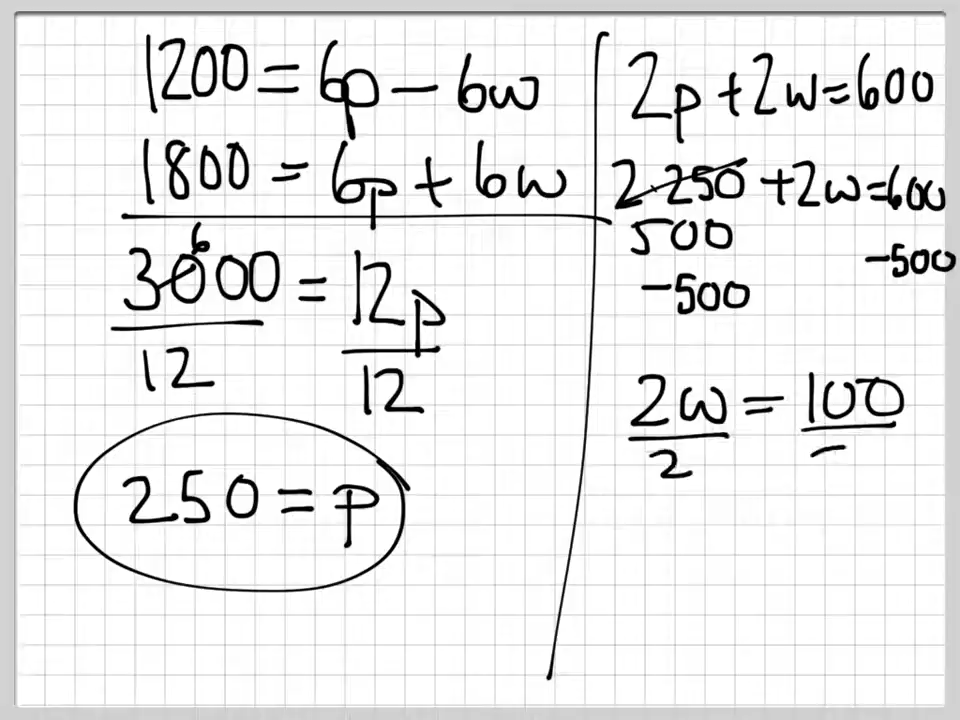 1200 = 6p - 6w
1800 = 6p + 6w
6
3000 = 12p
12 12
250 = p
2p + 2w = 600
2·250 + 2w = 600
500 -500
-500
2w = 100
2